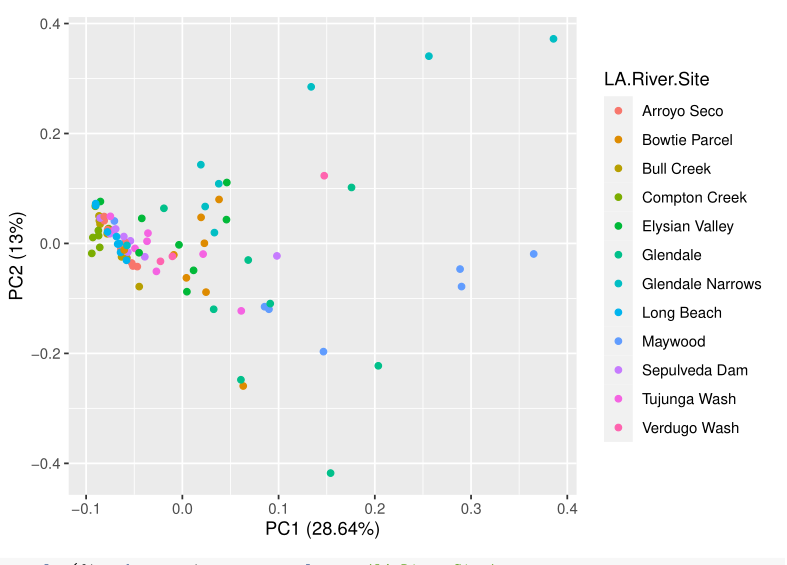 0.4
0.2
0.0
−0.2
−0.4
PC2 (13%)
−0.1 0.0 0.1 0.2 0.3 0.4
PC1 (28.64%)
LA.River.Site
Arroyo Seco
Bowtie Parcel
Bull Creek
Compton Creek
Elysian Valley
Glendale
Glendale Narrows
Long Beach
Maywood
Sepulveda Dam
Tujunga Wash
Verdugo Wash